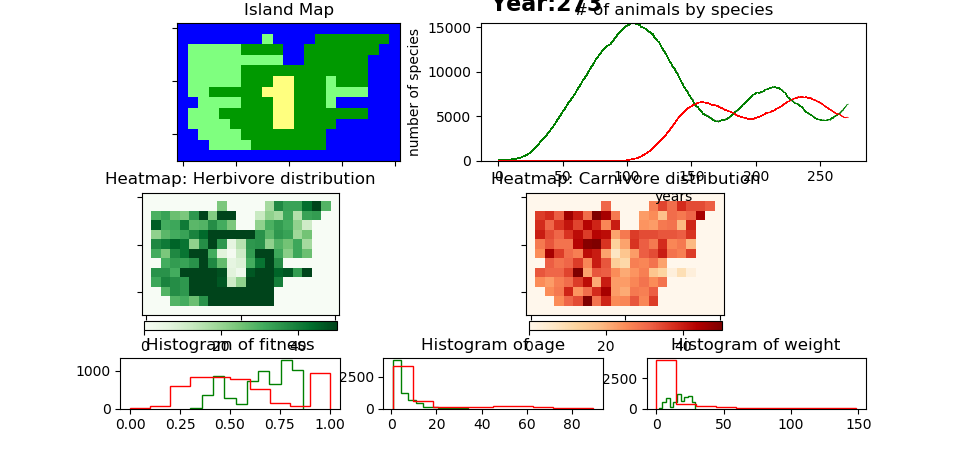 Year:273
Island Map
# of animals by species
number of species
15000
10000
5000
0
0 50 100 150 200 250
years
Heatmap: Herbivore distribution
Heatmap: Carnivore distribution
0 20 40
0 20 40
Histogram of fitness
Histogram of age
Histogram of weight
1000
0
0.00 0.25 0.50 0.75 1.00
2500
0
0 20 40 60 80
2500
0
0 50 100 150